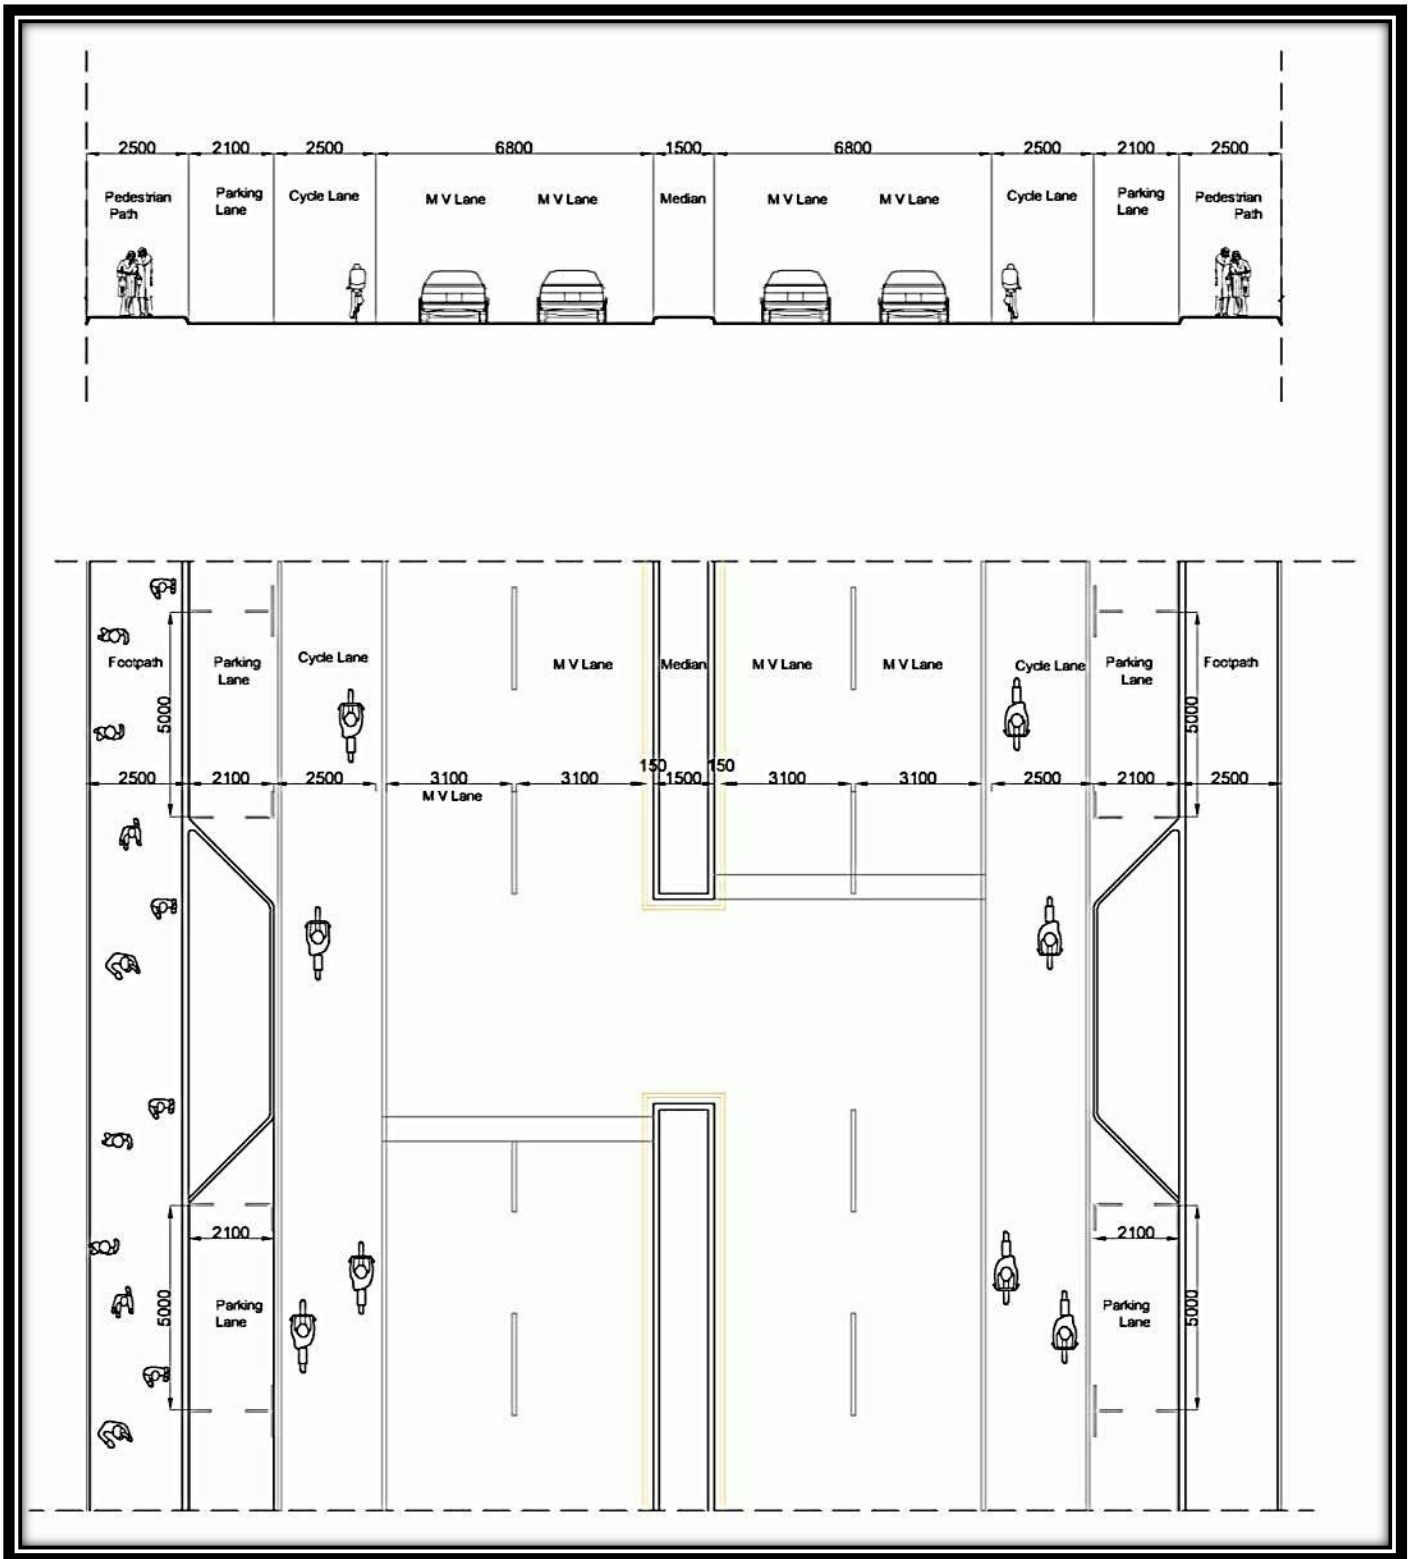 2500 2100 2500 6800 1500 6800 2500 2100 2500
Pedestrian
Path
Parking
Lane
Cycle Lane
M V Lane
M V Lane
Median
M V Lane
M V Lane
Cycle Lane
Parking
Lane
Pedestrian
Path
Footpath
Parking
Lane
Cycle Lane
M V Lane
Median
M V Lane
M V Lane
Cycle Lane
Parking
Lane
Footpath
5000
5000
150 150
2500 2100 2500 3100 3100 1500 3100 3100 2500 2100 2500
M V Lane
2100
2100
5000
Parking
Lane
Parking
Lane
5000